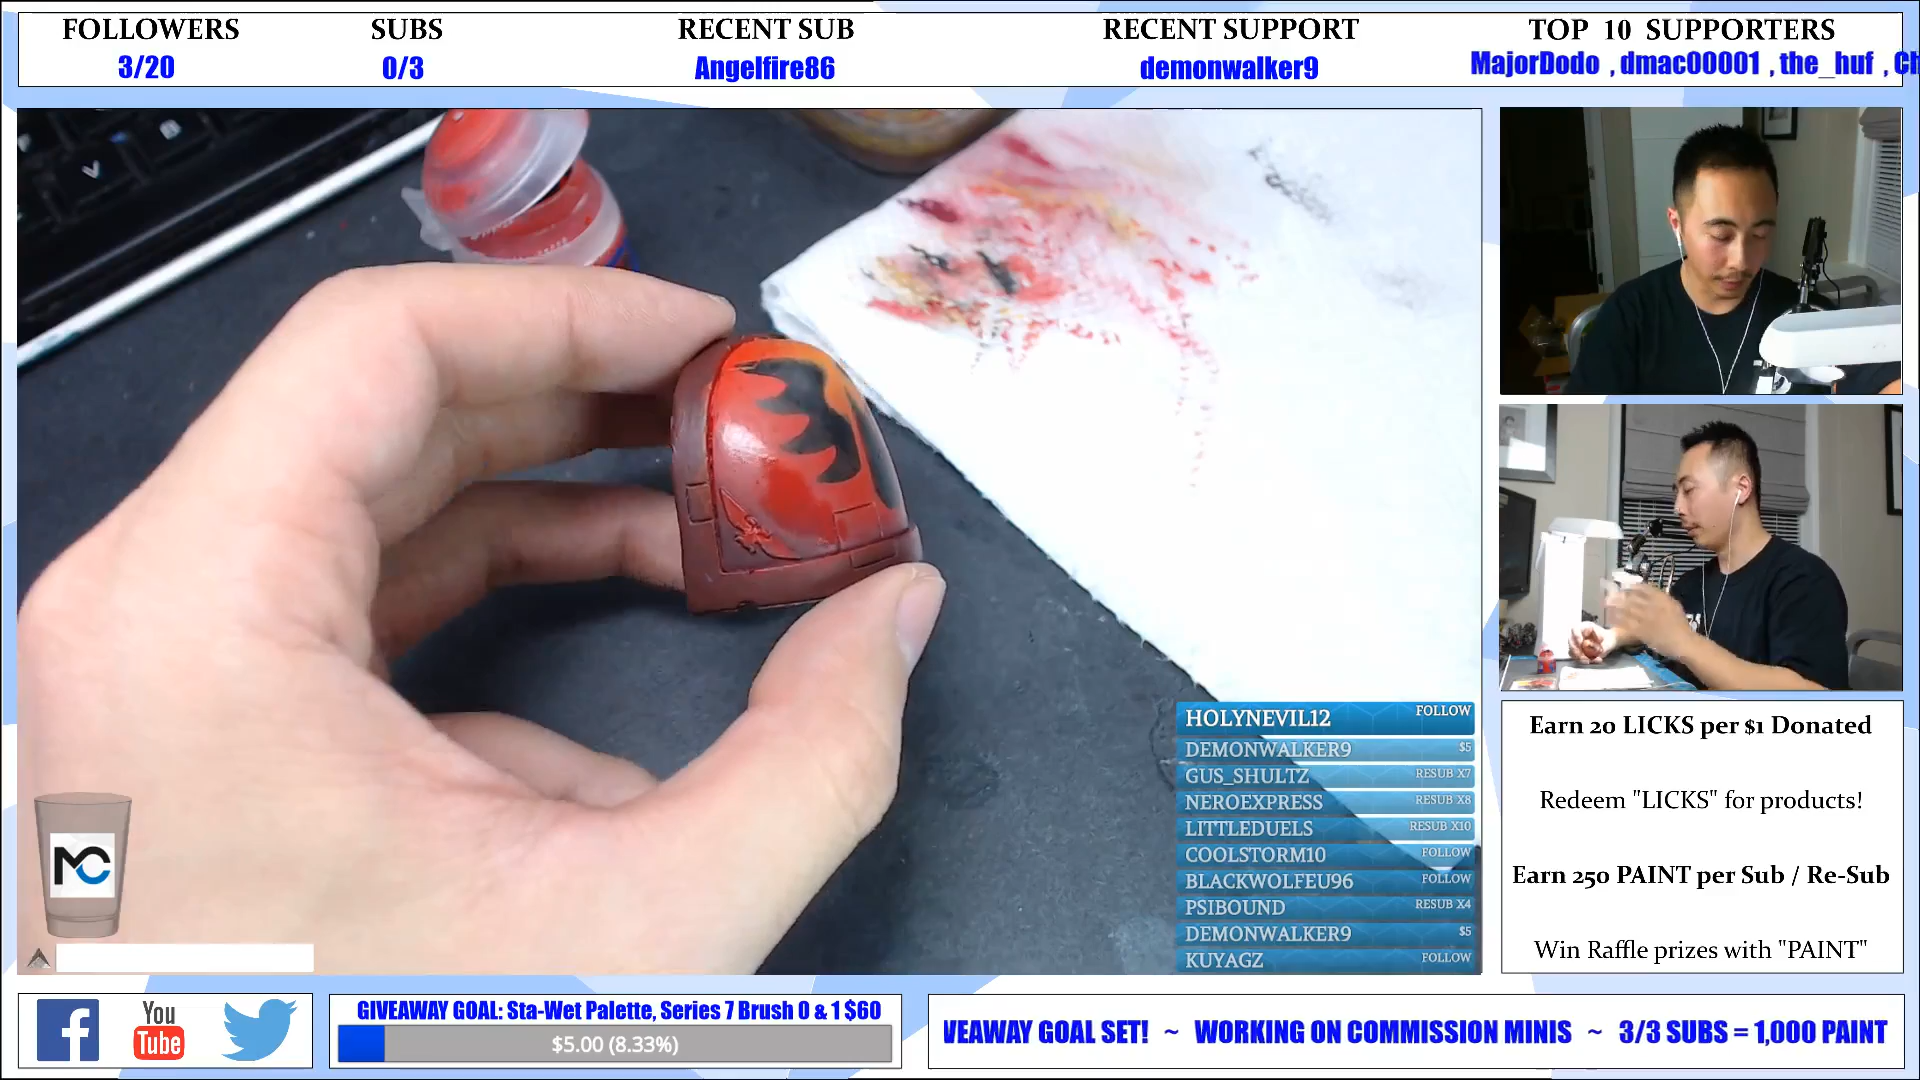 FOLLOWERS
3/20
SUBS
0/3
RECENT SUB
Angelfire86
RECENT SUPPORT
demonwalker9
TOP 10 SUPPORTERS
MajorDodo , dmac00001 , the_huf , Ch
V
B
HOLYNEVIL12 FOLLOW
DEMONWALKER9 $5
GUS_SHULTZ RESUB X7
NEROEXPRESS RESUB X8
LITTLEDUELS RESUB X10
COOLSTORM10 FOLLOW
BLACKWOLFEU96 FOLLOW
PSIBOUND RESUB X4
DEMONWALKER9 $5
KUYAGZ FOLLOW
MC
Earn 20 LICKS per $1 Donated
Redeem "LICKS" for products!
Earn 250 PAINT per Sub / Re-Sub
Win Raffle prizes with "PAINT"
f
You
Tube
GIVEAWAY GOAL: Sta-Wet Palette, Series 7 Brush 0 & 1 $60
$5.00 (8.33%)
VEAWAY GOAL SET! ~ WORKING ON COMMISSION MINIS ~ 3/3 SUBS = 1,000 PAINT